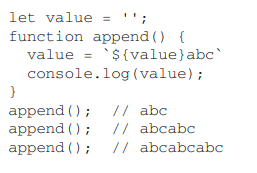 let value = '';
function append() {
  value = `${value}abc`
  console.log(value);
}
append();  // abc
append();  // abcabc
append();  // abcabcabc